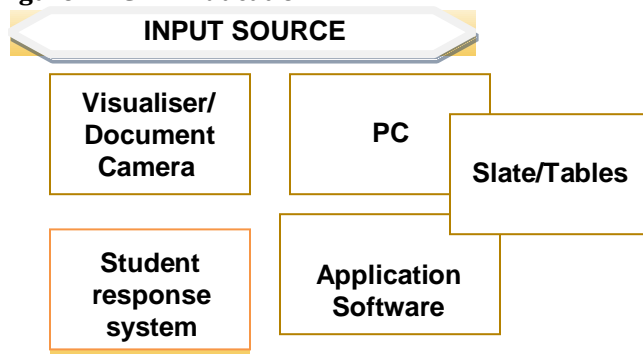 INPUT SOURCE
Visualiser/
Document
Camera
PC
Slate/Tables
Student
response
system
Application
Software